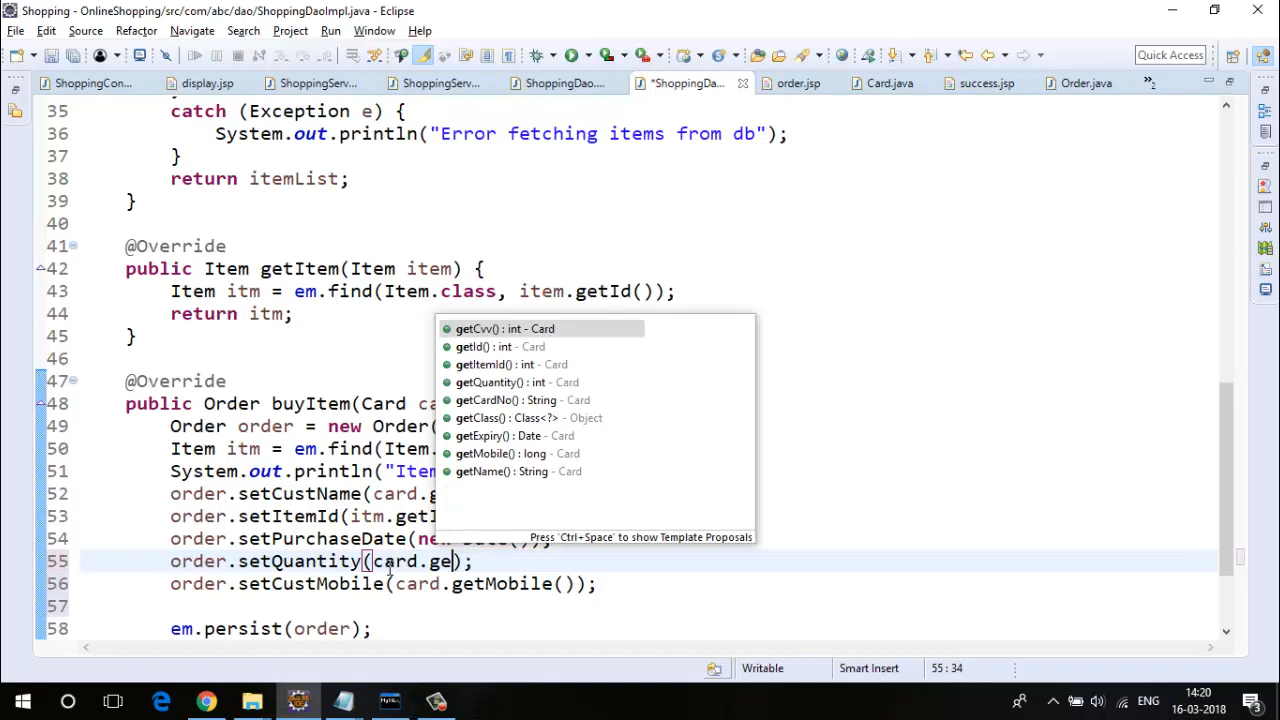 Shopping - OnlineShopping/src/com/abc/dao/ShoppingDaoImpl.java - Eclipse
File Edit Source Refactor Navigate Search Project Run Window Help
Quick Access
ShoppingCon... display.jsp ShoppingServ... ShoppingServ... ShoppingDao.... *ShoppingDa... order.jsp Card.java success.jsp Order.java »2
35 catch (Exception e) {
36 System.out.println("Error fetching items from db");
37 }
38 return itemList;
39 }
40
41 @Override
42 public Item getItem(Item item) {
43 Item itm = em.find(Item.class, item.getId());
44 return itm;
45 }
46
47 @Override
48 public Order buyItem(Card ca
49 Order order = new Order(
50 Item itm = em.find(Item.
51 System.out.println("Item
52 order.setCustName(card.g
53 order.setItemId(itm.getI
54 order.setPurchaseDate(new Date());
55 order.setQuantity(card.ge);
56 order.setCustMobile(card.getMobile());
57
58 em.persist(order);
getCvv() : int - Card
getId() : int - Card
getItemId() : int - Card
getQuantity() : int - Card
getCardNo() : String - Card
getClass() : Class<?> - Object
getExpiry() : Date - Card
getMobile() : long - Card
getName() : String - Card
Press 'Ctrl+Space' to show Template Proposals
Writable Smart Insert 55 : 34
ENG 14:20
16-03-2018
3